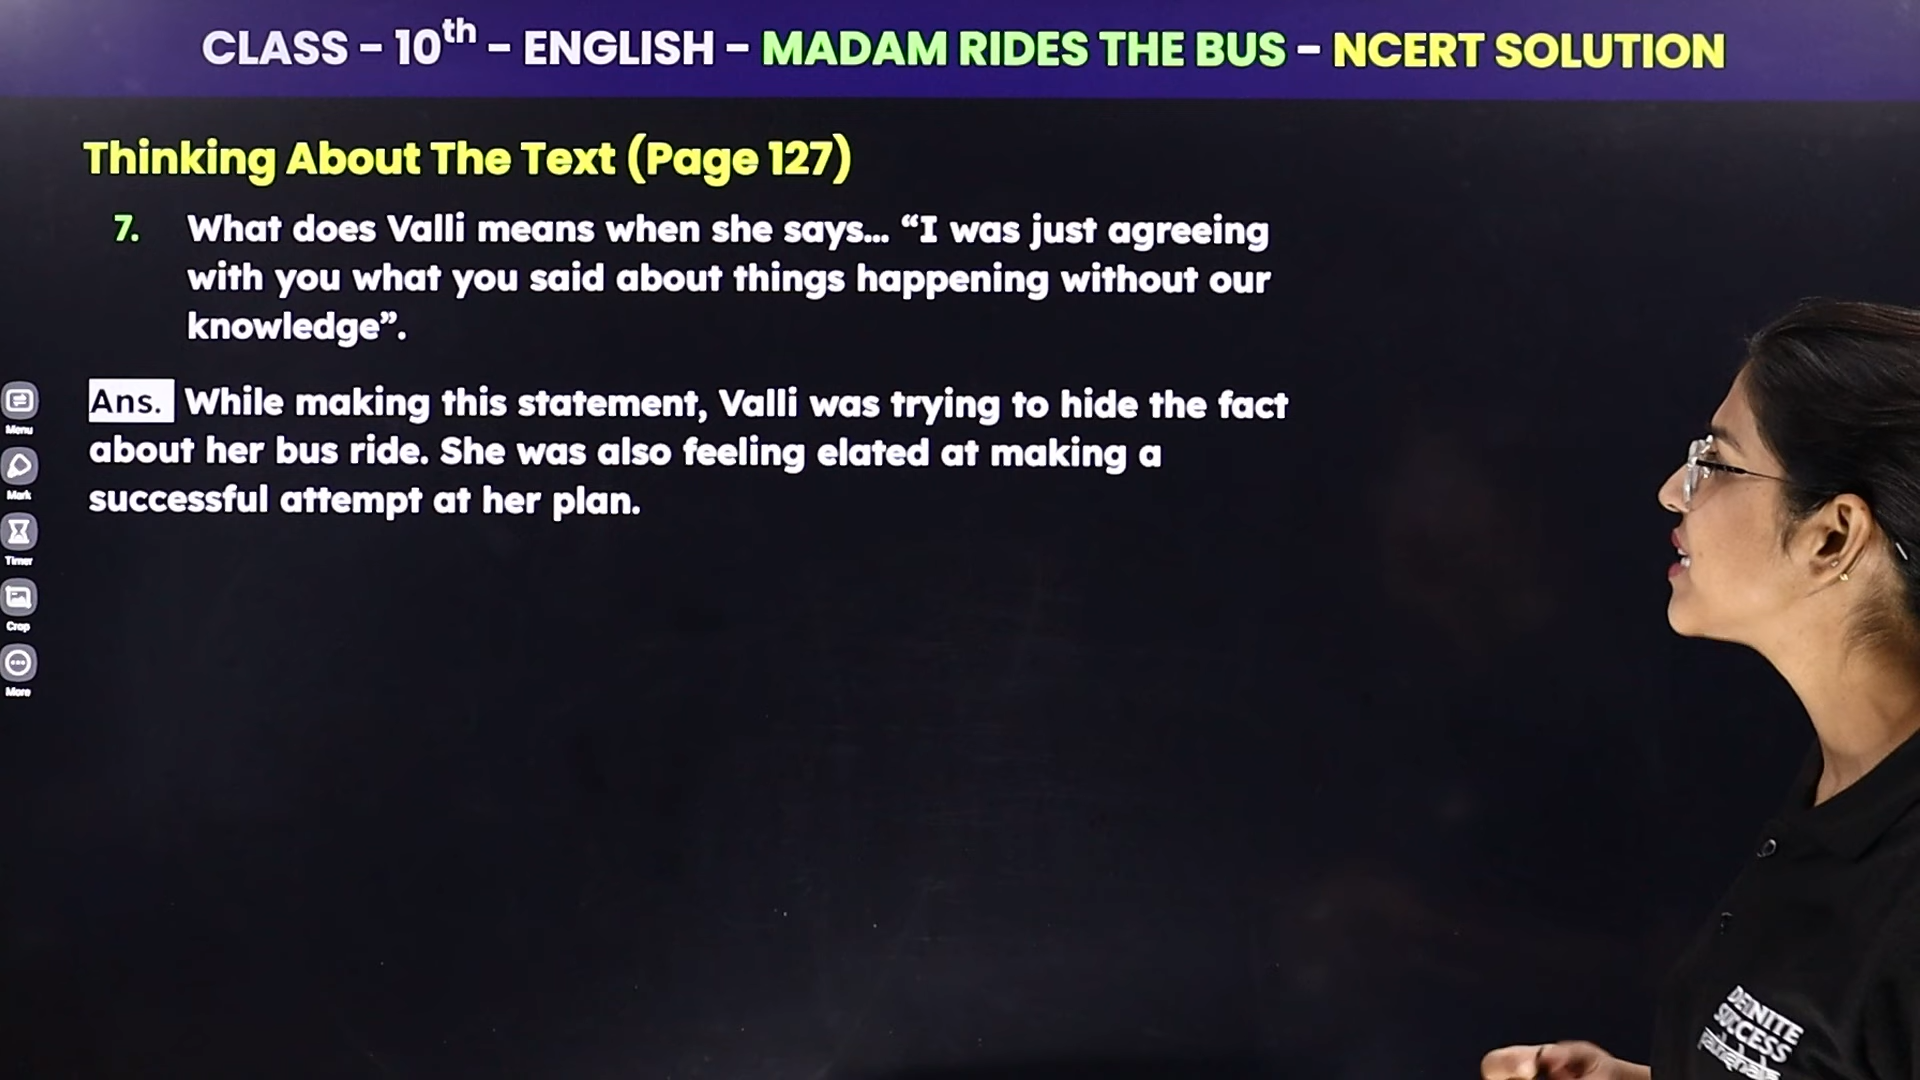 CLASS – 10th – ENGLISH – MADAM RIDES THE BUS – NCERT SOLUTION
Thinking About The Text (Page 127)
7. What does Valli means when she says... “I was just agreeing
with you what you said about things happening without our
knowledge”.
Ans. While making this statement, Valli was trying to hide the fact
about her bus ride. She was also feeling elated at making a
successful attempt at her plan.
Menu
Mark
Timer
Crop
More
DEFINITE
SUCCESS